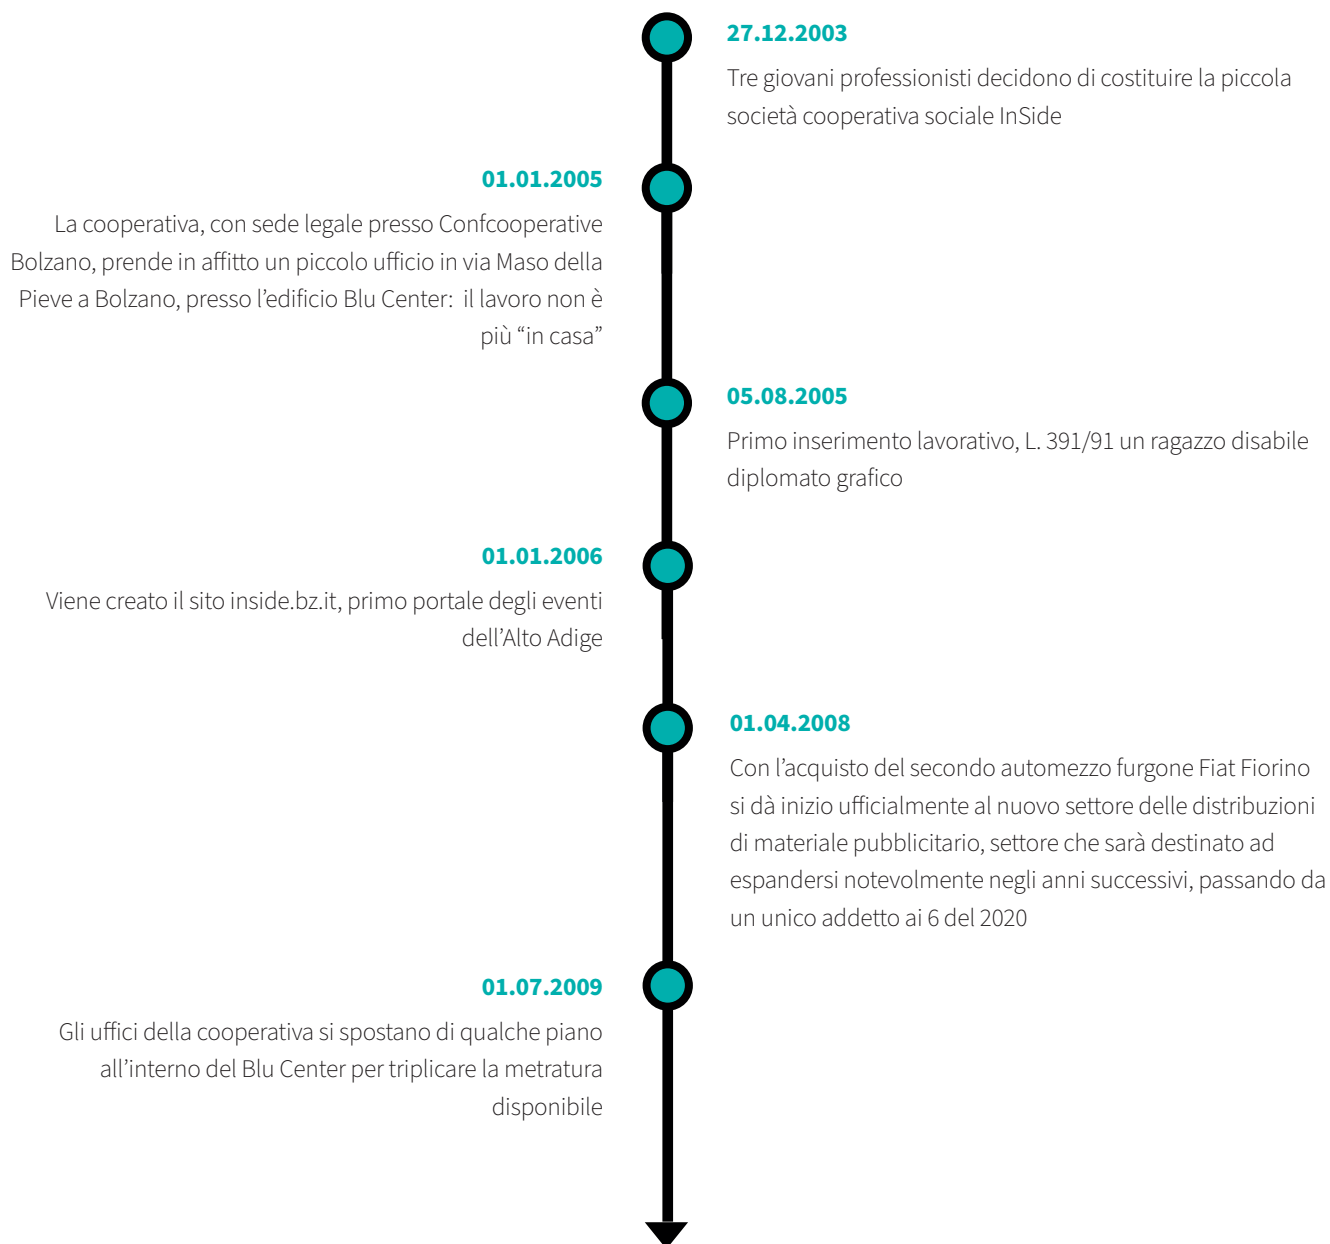 27.12.2003
Tre giovani professionisti decidono di costituire la piccola
società cooperativa sociale InSide
01.01.2005
La cooperativa, con sede legale presso Confcooperative
Bolzano, prende in affitto un piccolo ufficio in via Maso della
Pieve a Bolzano, presso l’edificio Blu Center:  il lavoro non è
più “in casa”
05.08.2005
Primo inserimento lavorativo, L. 391/91 un ragazzo disabile
diplomato grafico
01.01.2006
Viene creato il sito inside.bz.it, primo portale degli eventi
dell’Alto Adige
01.04.2008
Con l’acquisto del secondo automezzo furgone Fiat Fiorino
si dà inizio ufficialmente al nuovo settore delle distribuzioni
di materiale pubblicitario, settore che sarà destinato ad
espandersi notevolmente negli anni successivi, passando da
un unico addetto ai 6 del 2020
01.07.2009
Gli uffici della cooperativa si spostano di qualche piano
all’interno del Blu Center per triplicare la metratura
disponibile